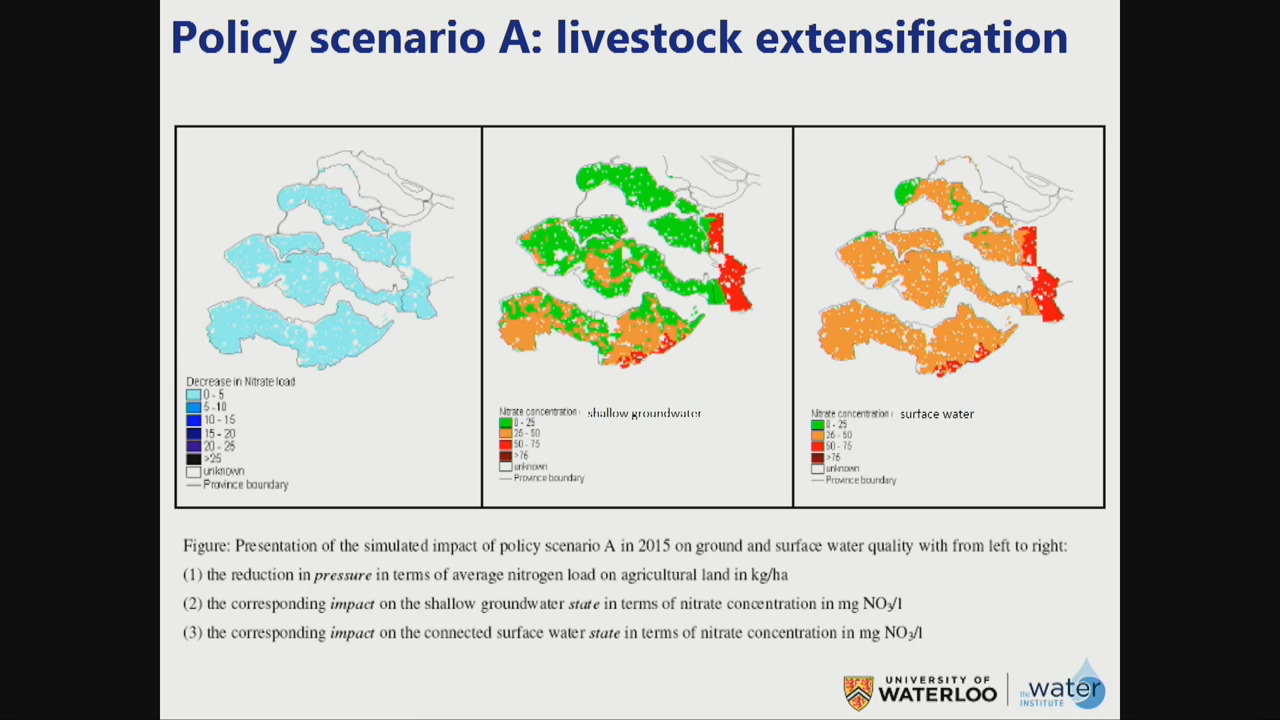 Policy scenario A: livestock extensification
Decrease in Nitrate load
0 - 5
5 -10
10 - 15
15 - 20
20 - 25
>25
unknown
Province boundary
Nitrate concentration shallow groundwater
0 - 25
25 - 50
50 - 75
>75
unknown
Province boundary
Nitrate concentration surface water
0 - 25
25 - 50
50 - 75
>75
unknown
Province boundary
Figure: Presentation of the simulated impact of policy scenario A in 2015 on ground and surface water quality with from left to right:
(1) the reduction in pressure in terms of average nitrogen load on agricultural land in kg/ha
(2) the corresponding impact on the shallow groundwater state in terms of nitrate concentration in mg NO3/l
(3) the corresponding impact on the connected surface water state in terms of nitrate concentration in mg NO3/l
UNIVERSITY OF
WATERLOO
the water
INSTITUTE